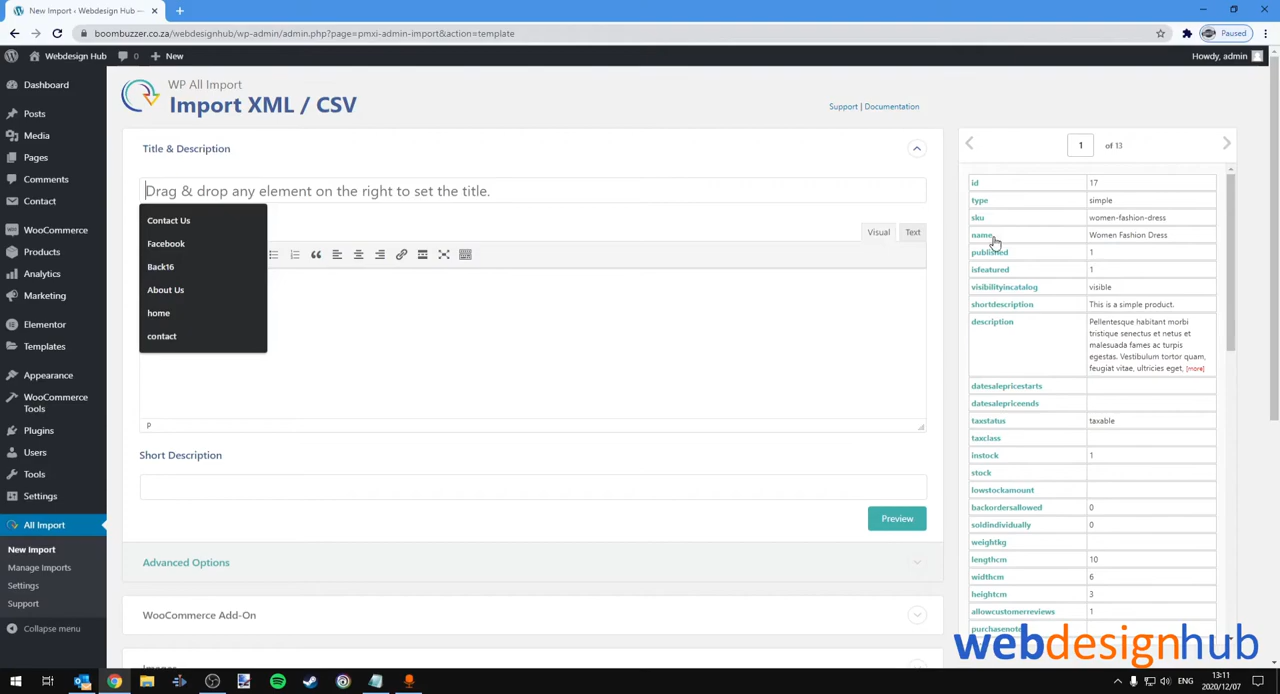 New Import ‹ Webdesign Hub —
boombuzzer.co.za/webdesignhub/wp-admin/admin.php?page=pmxi-admin-import&action=template
Paused
Webdesign Hub
0
New
Howdy, admin
Dashboard
Posts
Media
Pages
Comments
Contact
WooCommerce
Products
Analytics
Marketing
Elementor
Templates
Appearance
WooCommerce
Tools
Plugins
Users
Tools
Settings
All Import
New Import
Manage Imports
Settings
Support
Collapse menu
WP All Import
Import XML / CSV
Support | Documentation
Title & Description
Drag & drop any element on the right to set the title.
Contact Us
Facebook
Back16
About Us
home
contact
Visual
Text
p
Short Description
Preview
Advanced Options
WooCommerce Add-On
1 of 13
id 17
type simple
sku women-fashion-dress
name Women Fashion Dress
published 1
isfeatured 1
visibilityincatalog visible
shortdescription This is a simple product.
description Pellentesque habitant morbi
tristique senectus et netus et
malesuada fames ac turpis
egestas. Vestibulum tortor quam,
feugiat vitae, ultricies eget, [more]
datesalepricestarts
datesalepriceends
taxstatus taxable
taxclass
instock 1
stock
lowstockamount
backordersallowed 0
soldindividually 0
weightkg
lengthcm 10
widthcm 6
heightcm 3
allowcustomerreviews 1
webdesignhub
ENG
13:11
2020/12/07